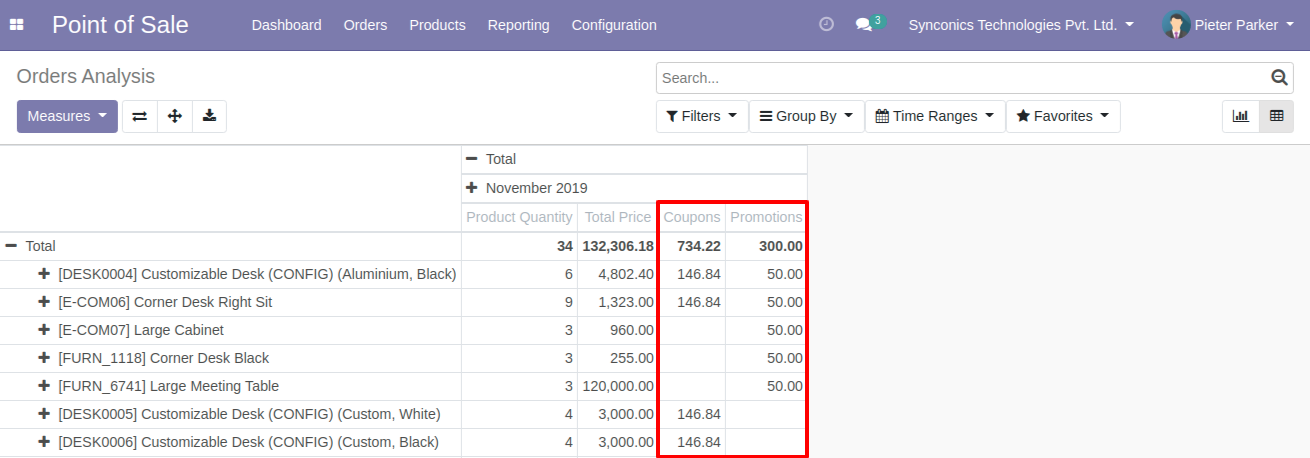 Point of Sale Dashboard Orders Products Reporting Configuration 3 Synconics Technologies Pvt. Ltd. Pieter Parker
Orders Analysis Search...
Measures Filters Group By Time Ranges Favorites
Total
November 2019
Product Quantity Total Price Coupons Promotions
Total 34 132,306.18 734.22 300.00
[DESK0004] Customizable Desk (CONFIG) (Aluminium, Black) 6 4,802.40 146.84 50.00
[E-COM06] Corner Desk Right Sit 9 1,323.00 146.84 50.00
[E-COM07] Large Cabinet 3 960.00 50.00
[FURN_1118] Corner Desk Black 3 255.00 50.00
[FURN_6741] Large Meeting Table 3 120,000.00 50.00
[DESK0005] Customizable Desk (CONFIG) (Custom, White) 4 3,000.00 146.84
[DESK0006] Customizable Desk (CONFIG) (Custom, Black) 4 3,000.00 146.84